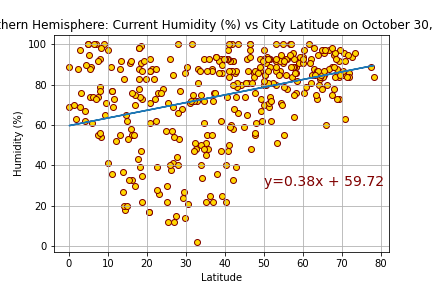 thern Hemisphere: Current Humidity (%) vs City Latitude on October 30,
100
80
60
40
20
0
Humidity (%)
y=0.38x + 59.72
0 10 20 30 40 50 60 70 80
Latitude